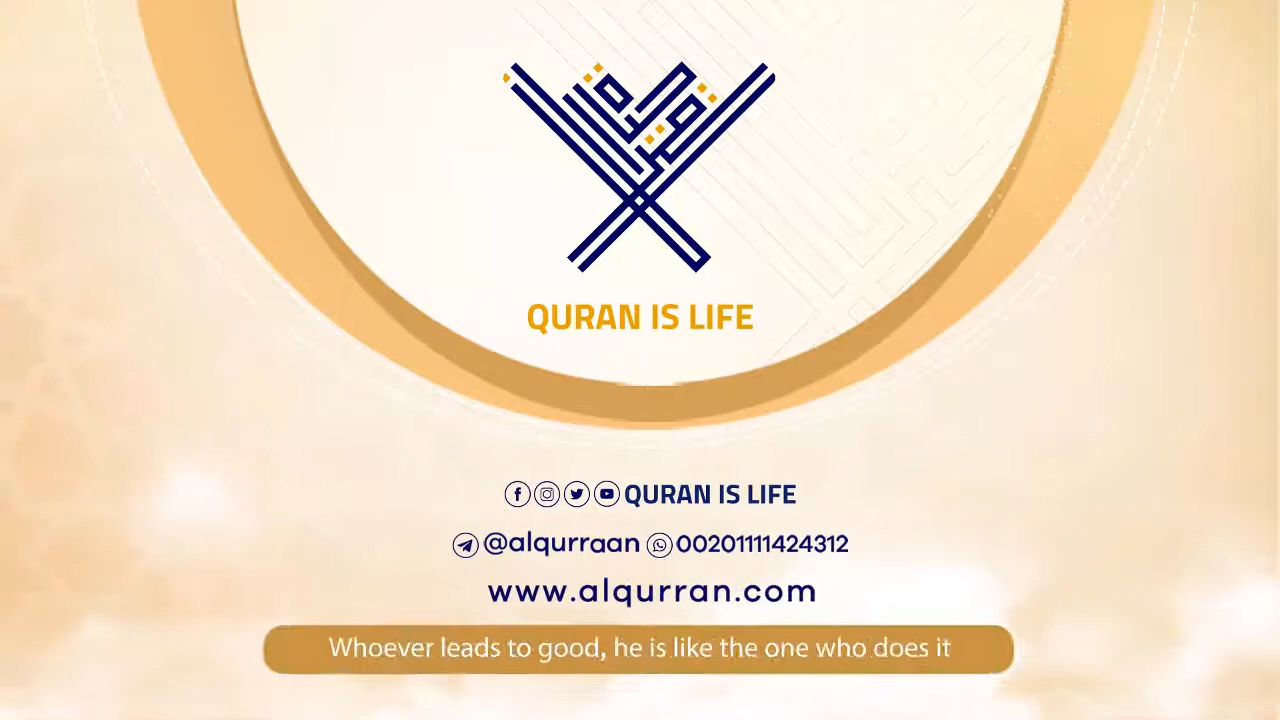 QURAN IS LIFE
QURAN IS LIFE
@alqurraan 00201111424312
www.alqurran.com
Whoever leads to good, he is like the one who does it